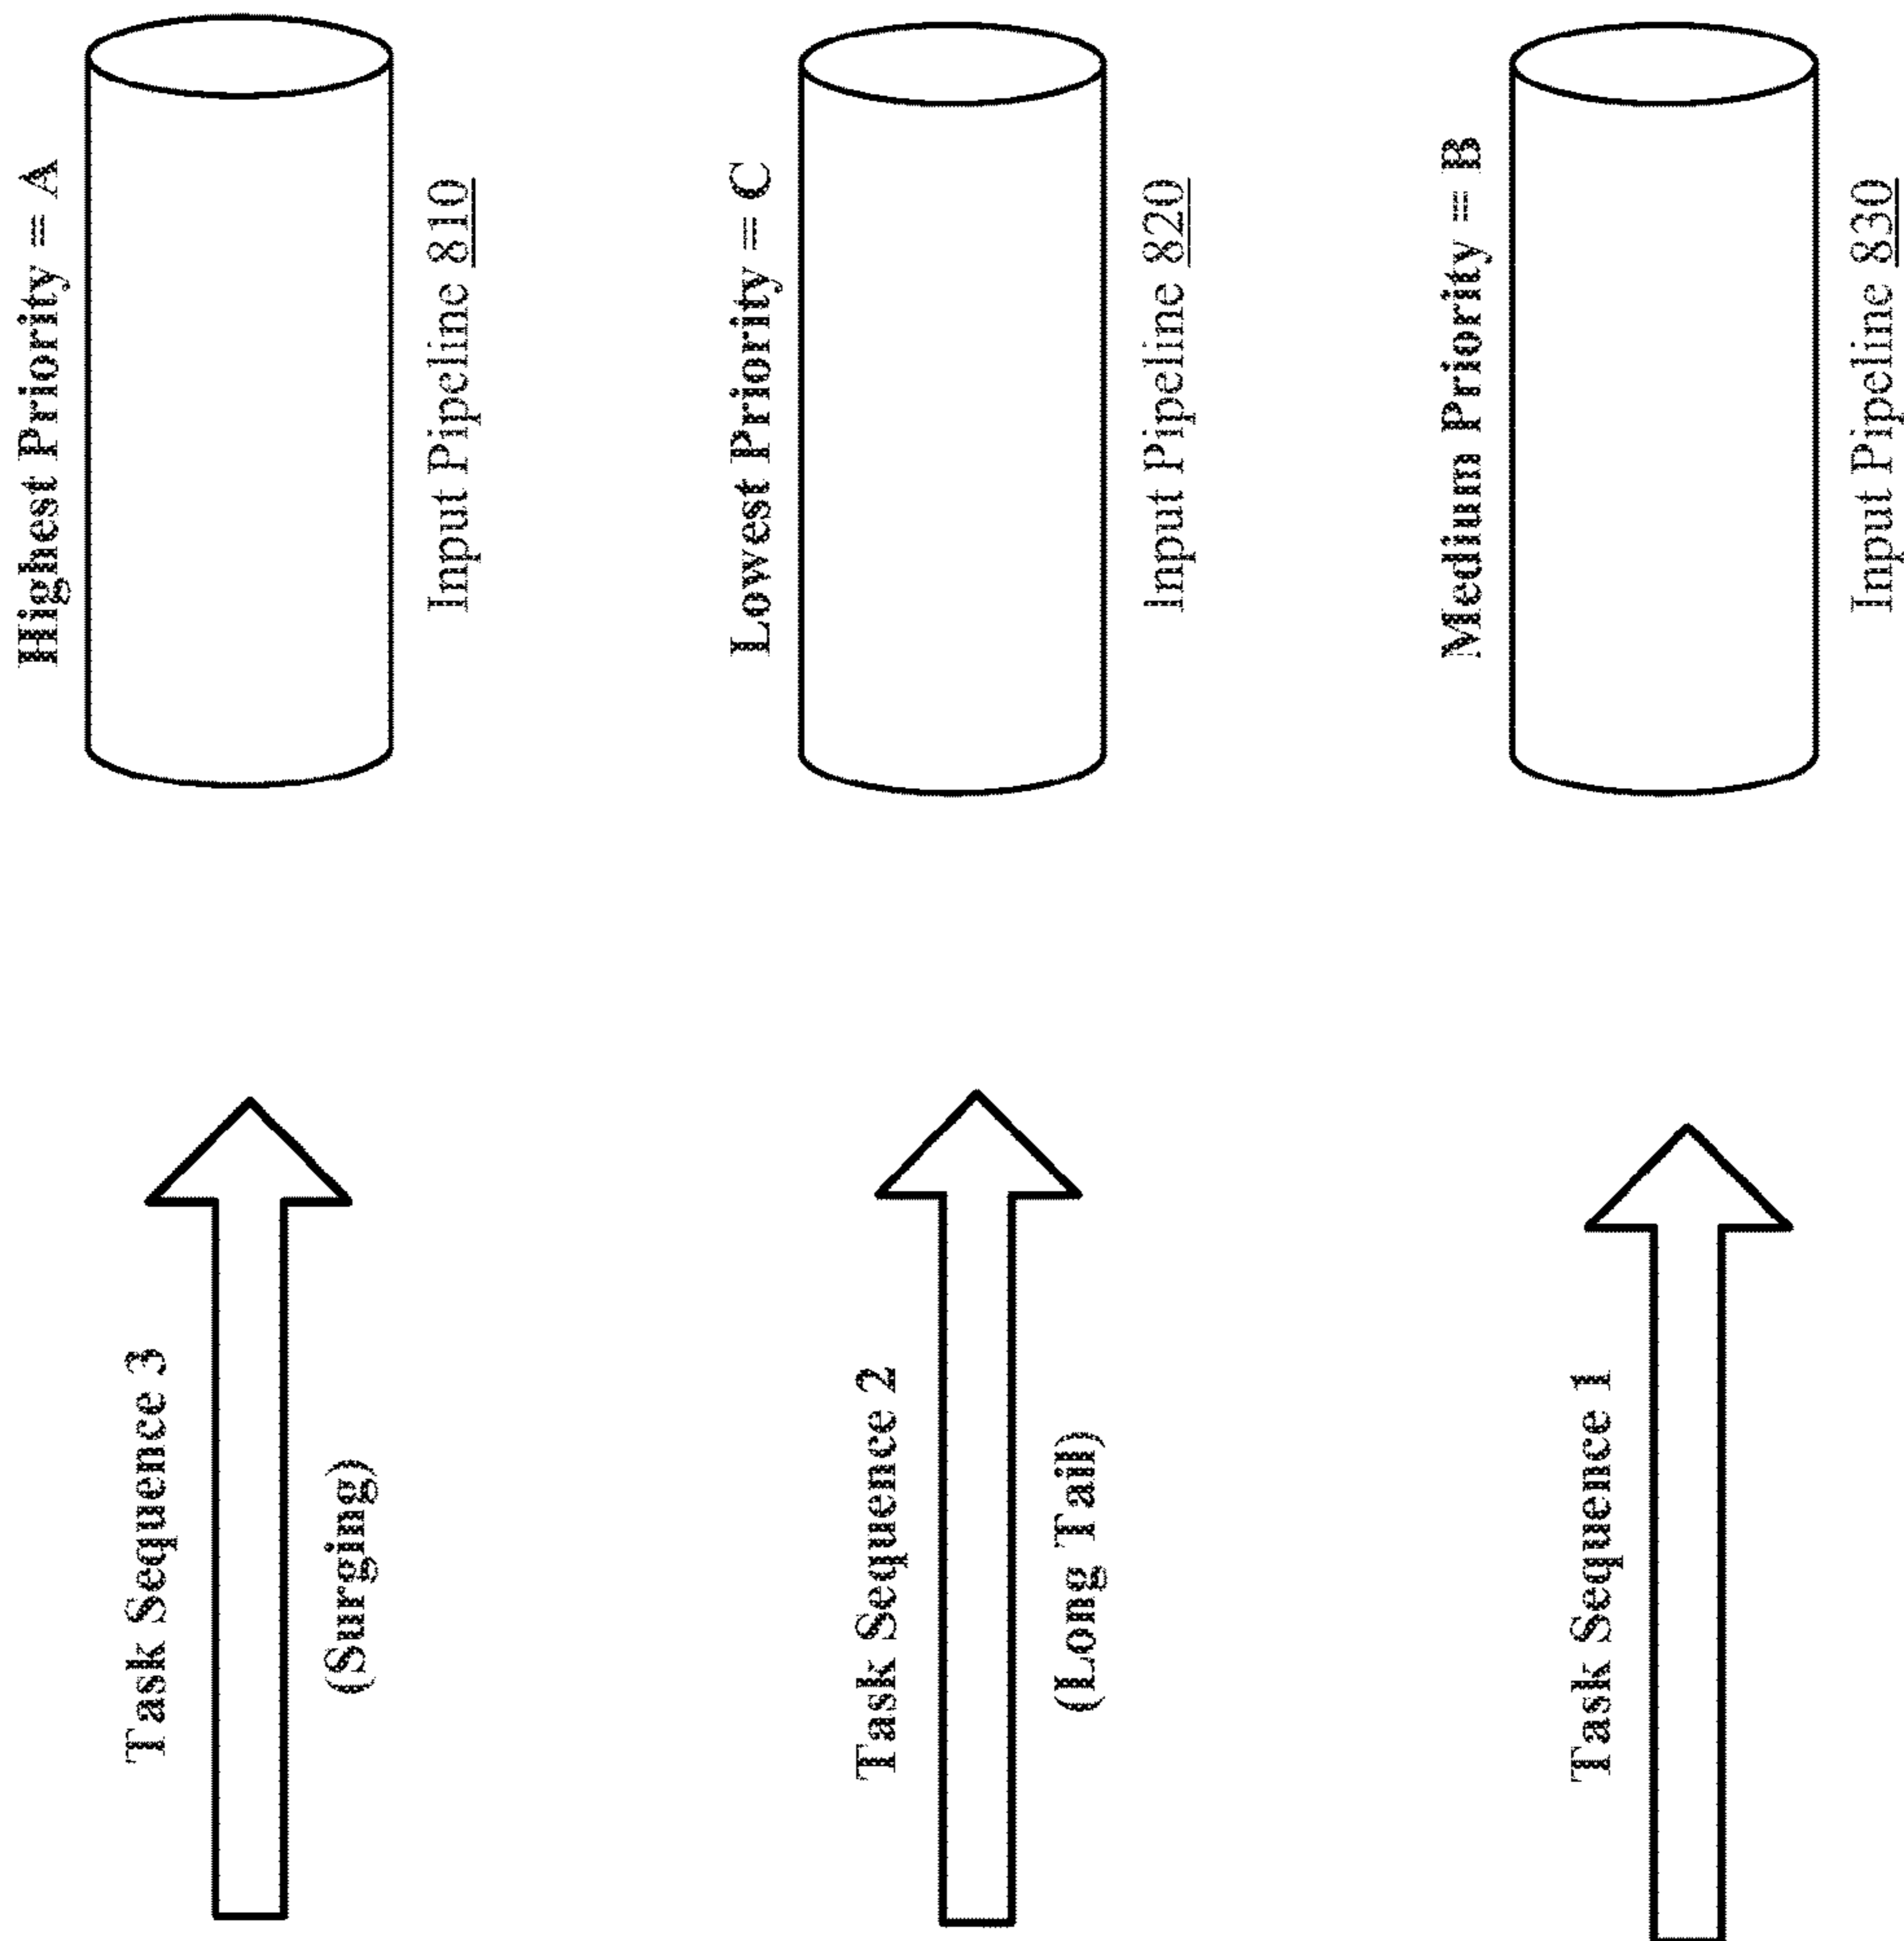 Task Sequence 3
(Surging)
Highest Priority = A
Input Pipeline 810
Task Sequence 2
(Long Tail)
Lowest Priority = C
Input Pipeline 820
Task Sequence 1
Medium Priority = B
Input Pipeline 830